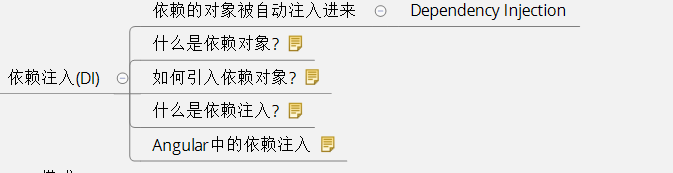 依赖的对象被自动注入进来 Dependency Injection
什么是依赖对象?
依赖注入(DI) 如何引入依赖对象?
什么是依赖注入?
Angular中的依赖注入